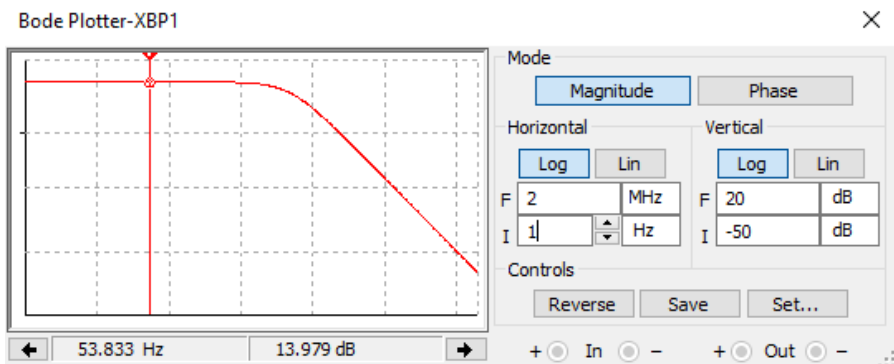 Bode Plotter-XBP1
Mode
Magnitude Phase
Horizontal Vertical
Log Lin Log Lin
F 2 MHz F 20 dB
I 1 Hz I -50 dB
Controls
Reverse Save Set...
53.833 Hz 13.979 dB + In − + Out −